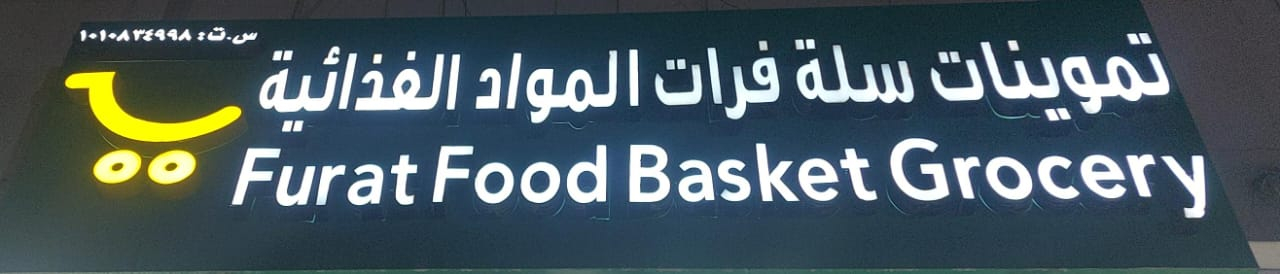 س.ت: ١٠١٠٨٣٤٩٩٨
تموينات سلة فرات المواد الغذائية
Furat Food Basket Grocery